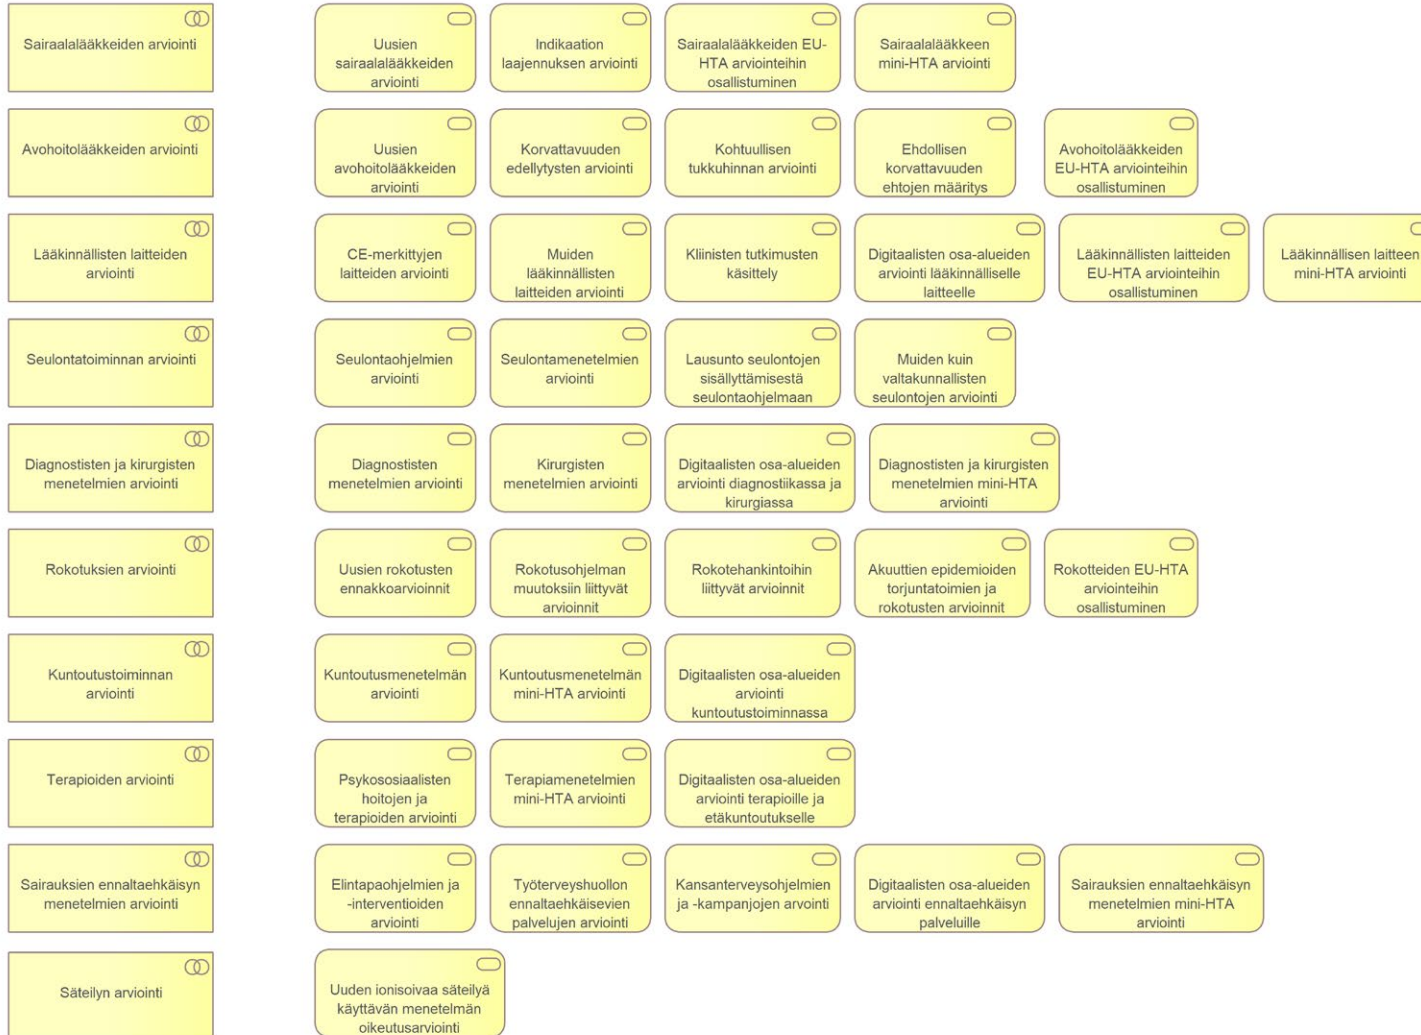 Sairaalalääkkeiden arviointi
Uusien
sairaalalääkkeiden
arviointi
Indikaation
laajennuksen arviointi
Sairaalalääkkeiden EU-
HTA arviointeihin
osallistuminen
Sairaalalääkkeen
mini-HTA arviointi
Avohoitolääkkeiden arviointi
Uusien
avohoitolääkkeiden
arviointi
Korvattavuuden
edellytysten arviointi
Kohtuullisen
tukkuhinnan arviointi
Ehdollisen
korvattavuuden
ehtojen määritys
Avohoitolääkkeiden
EU-HTA arviointeihin
osallistuminen
Lääkinnällisten laitteiden
arviointi
CE-merkittyjen
laitteiden arviointi
Muiden
lääkinnällisten
laitteiden arviointi
Kliinisten tutkimusten
käsittely
Digitaalisten osa-alueiden
arviointi lääkinnälliselle
laitteelle
Lääkinnällisten laitteiden
EU-HTA arviointeihin
osallistuminen
Lääkinnällisen laitteen
mini-HTA arviointi
Seulontatoiminnan arviointi
Seulontaohjelmien
arviointi
Seulontamenetelmien
arviointi
Lausunto seulontojen
sisällyttämisestä
seulontaohjelmaan
Muiden kuin
valtakunnallisten
seulontojen arviointi
Diagnostisten ja kirurgisten
menetelmien arviointi
Diagnostisten
menetelmien arviointi
Kirurgisten
menetelmien arviointi
Digitaalisten osa-alueiden
arviointi diagnostiikassa ja
kirurgiassa
Diagnostisten ja kirurgisten
menetelmien mini-HTA
arviointi
Rokotuksien arviointi
Uusien rokotusten
ennakkoarvioinnit
Rokotusohjelman
muutoksiin liittyvät
arvioinnit
Rokotehankintoihin
liittyvät arvioinnit
Akuuttien epidemioiden
torjuntatoimien ja
rokotusten arvioinnit
Rokotteiden EU-HTA
arviointeihin
osallistuminen
Kuntoutustoiminnan
arviointi
Kuntoutusmenetelmän
arviointi
Kuntoutusmenetelmän
mini-HTA arviointi
Digitaalisten osa-alueiden
arviointi
kuntoutustoiminnassa
Terapioiden arviointi
Psykososiaalisten
hoitojen ja
terapioiden arviointi
Terapiamenetelmien
mini-HTA arviointi
Digitaalisten osa-alueiden
arviointi terapioille ja
etäkuntoutukselle
Sairauksien ennaltaehkäisyn
menetelmien arviointi
Elintapaohjelmien ja
-interventioiden
arviointi
Työterveyshuollon
ennaltaehkäisevien
palvelujen arviointi
Kansanterveysohjelmien
ja -kampanjojen arvointi
Digitaalisten osa-alueiden
arviointi ennaltaehkäisyn
palveluille
Sairauksien ennaltaehkäisyn
menetelmien mini-HTA
arviointi
Säteilyn arviointi
Uuden ionisoivaa säteilyä
käyttävän menetelmän
oikeutusarviointi